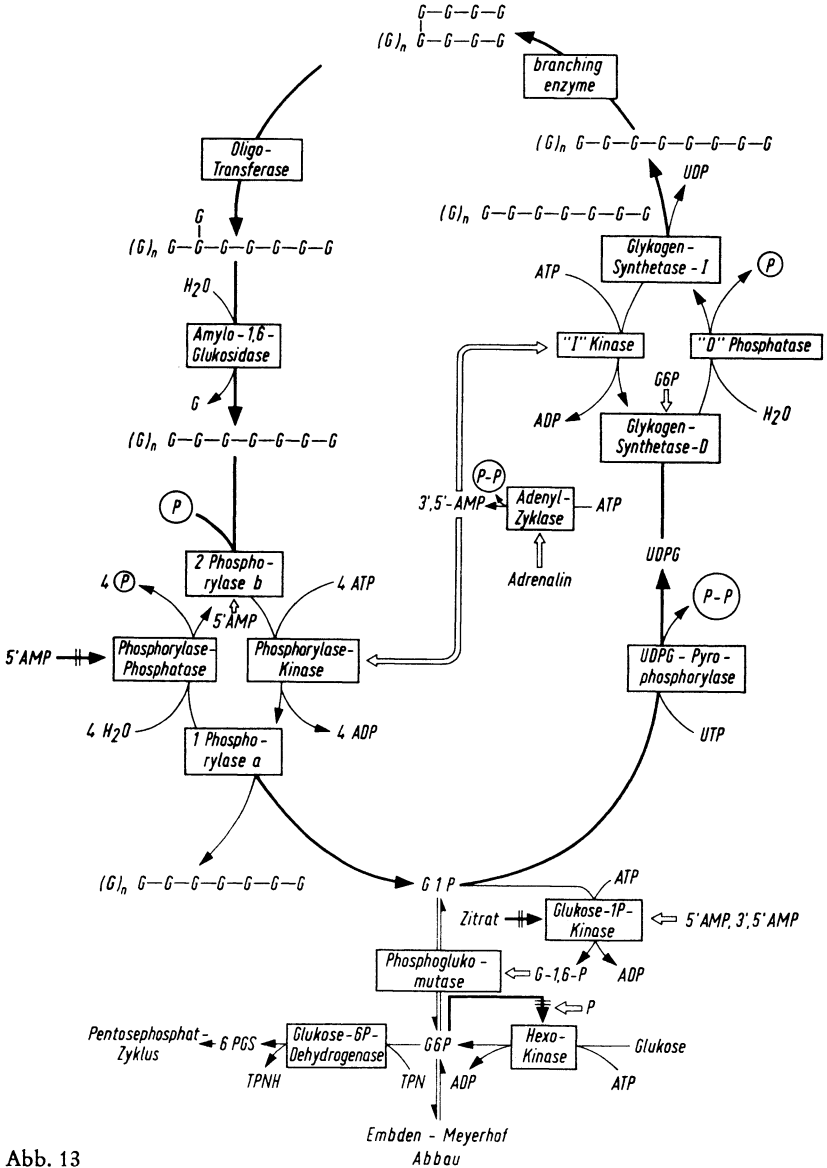 G—G—G—G
(G)n G—G—G—G
branching
enzyme
(G)n G—G—G—G—G—G—G—G
Oligo-
Transferase
UDP
(G)n G—G—G—G—G—G—G
G
(G)n G—G—G—G—G—G—G
Glykogen-
Synthetase-I
ATP
P
H2O
Amylo-1,6-
Glukosidase
"I" Kinase
"D" Phosphatase
G6P
G
ADP
H2O
Glykogen-
Synthetase-D
(G)n G—G—G—G—G—G—G
P-P
3',5'-AMP
Adenyl-
Zyklase
ATP
P
Adrenalin
UDPG
2 Phospho-
rylase b
4 P
4 ATP
5'AMP
P-P
5'AMP
Phosphorylase-
Phosphatase
Phosphorylase-
Kinase
UDPG-Pyro-
phosphorylase
4 H2O
1 Phospho-
rylase a
4 ADP
UTP
(G)n G—G—G—G—G—G—G
G1P
ATP
Zitrat
Glukose-1P-
Kinase
5'AMP, 3',5'AMP
Phosphogluko-
mutase
G-1,6-P
ADP
P
Pentosephosphat-
Zyklus
6 PGS
Glukose-6P-
Dehydrogenase
G6P
Hexo-
Kinase
Glukose
TPNH
TPN
ADP
ATP
Embden-Meyerhof
Abbau
Abb. 13